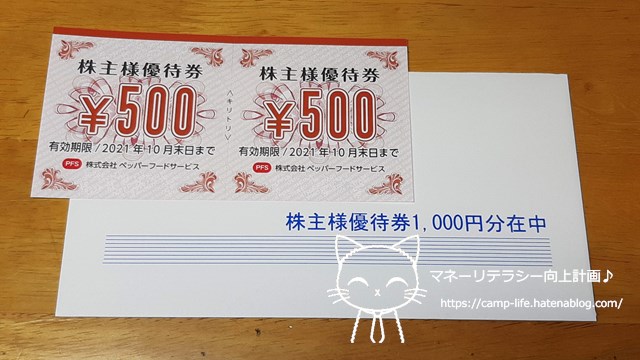 株主様優待券
¥500
有効期限/2021年10月末日まで
PFS 株式会社 ペッパーフードサービス
＜キリトリ＞
株主様優待券
¥500
有効期限/2021年10月末日まで
PFS 株式会社 ペッパーフードサービス
株主様優待券1,000円分在中
マネーリテラシー向上計画♪
https://camp-life.hatenablog.com/